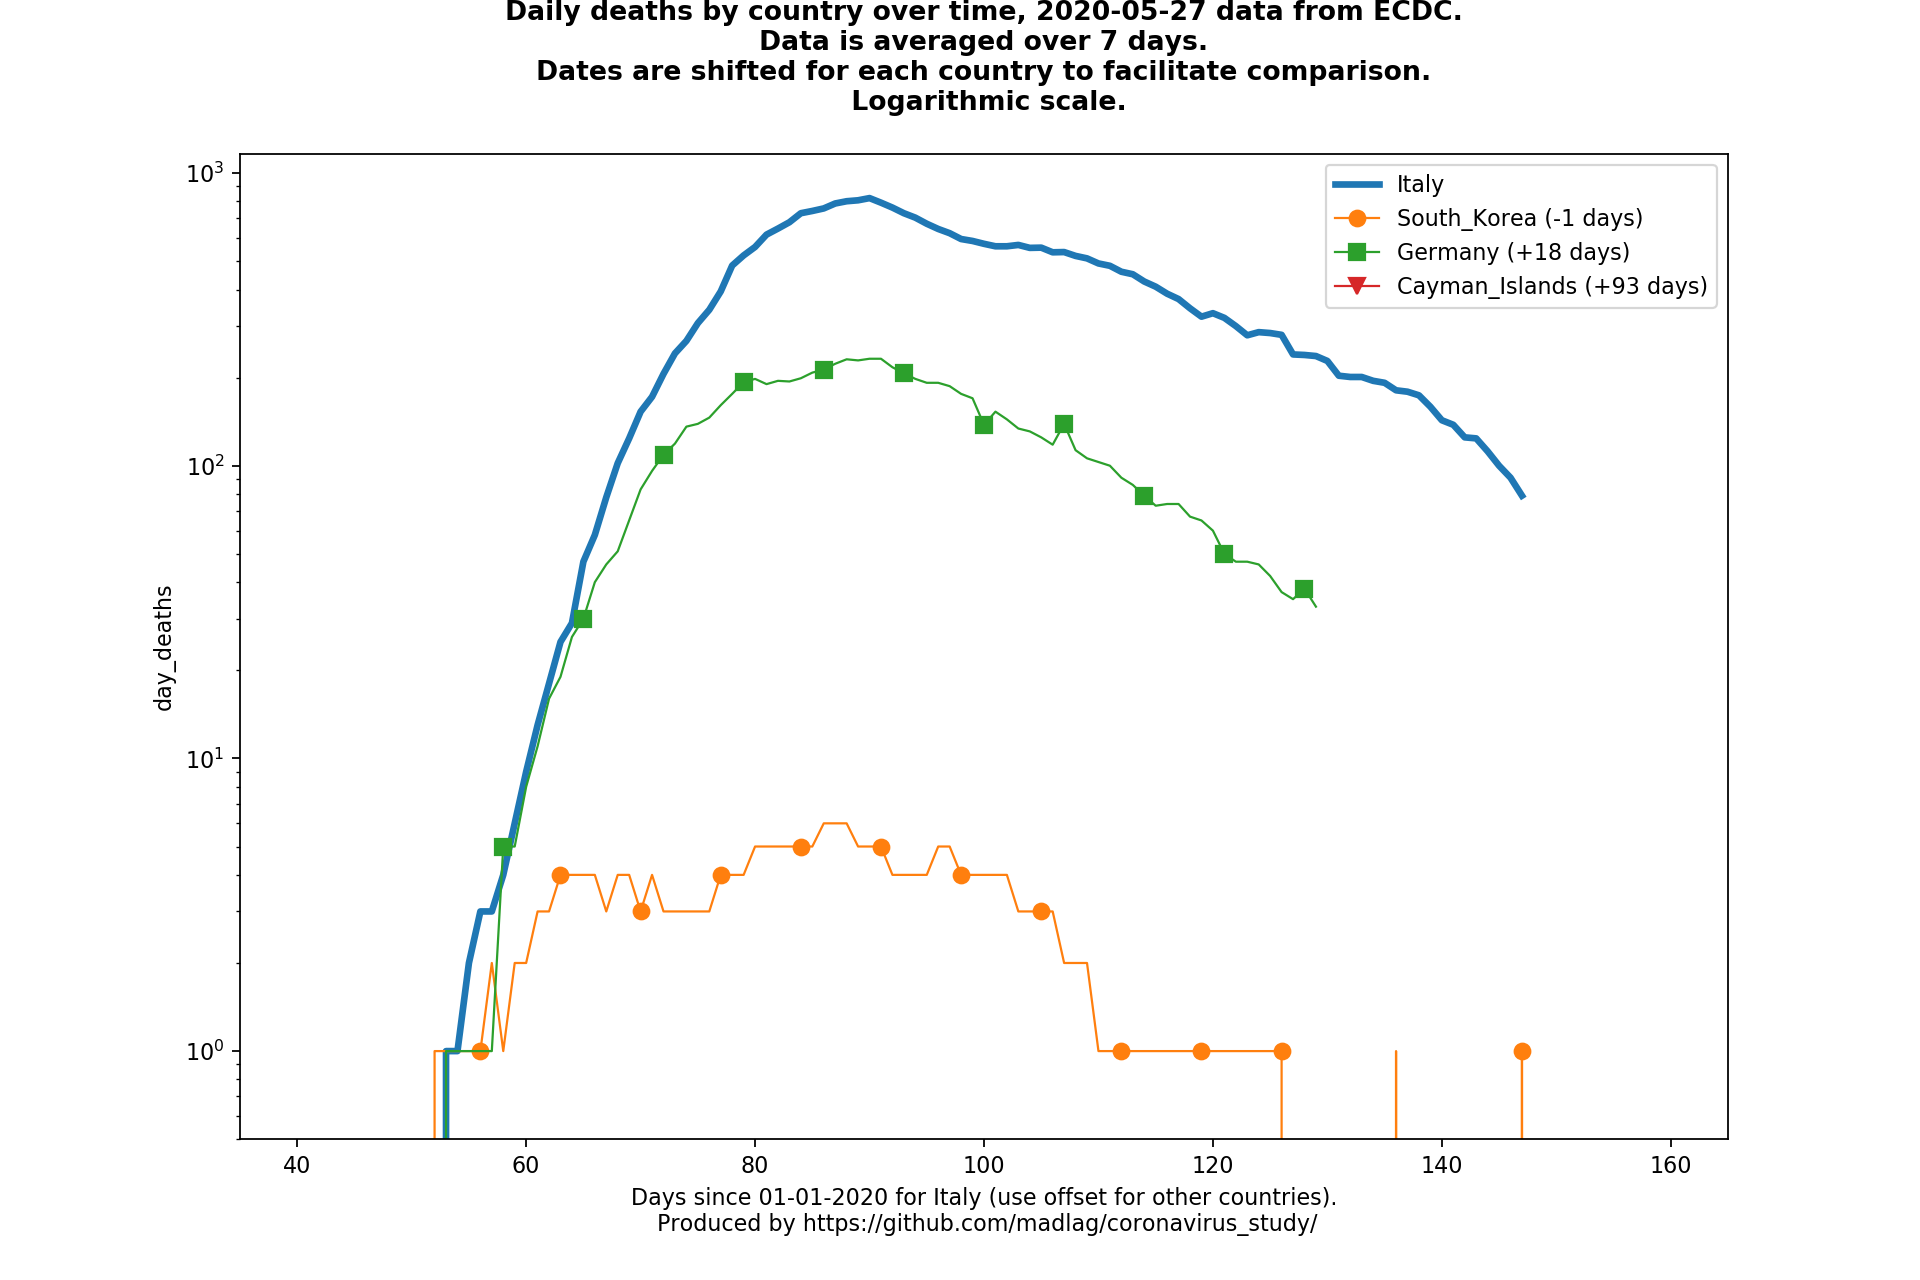 Daily deaths by country over time, 2020-05-27 data from ECDC.
Data is averaged over 7 days.
Dates are shifted for each country to facilitate comparison.
Logarithmic scale.
10³
10²
10¹
10⁰
day_deaths
Italy
South_Korea (-1 days)
Germany (+18 days)
Cayman_Islands (+93 days)
40 60 80 100 120 140 160
Days since 01-01-2020 for Italy (use offset for other countries).
Produced by https://github.com/madlag/coronavirus_study/